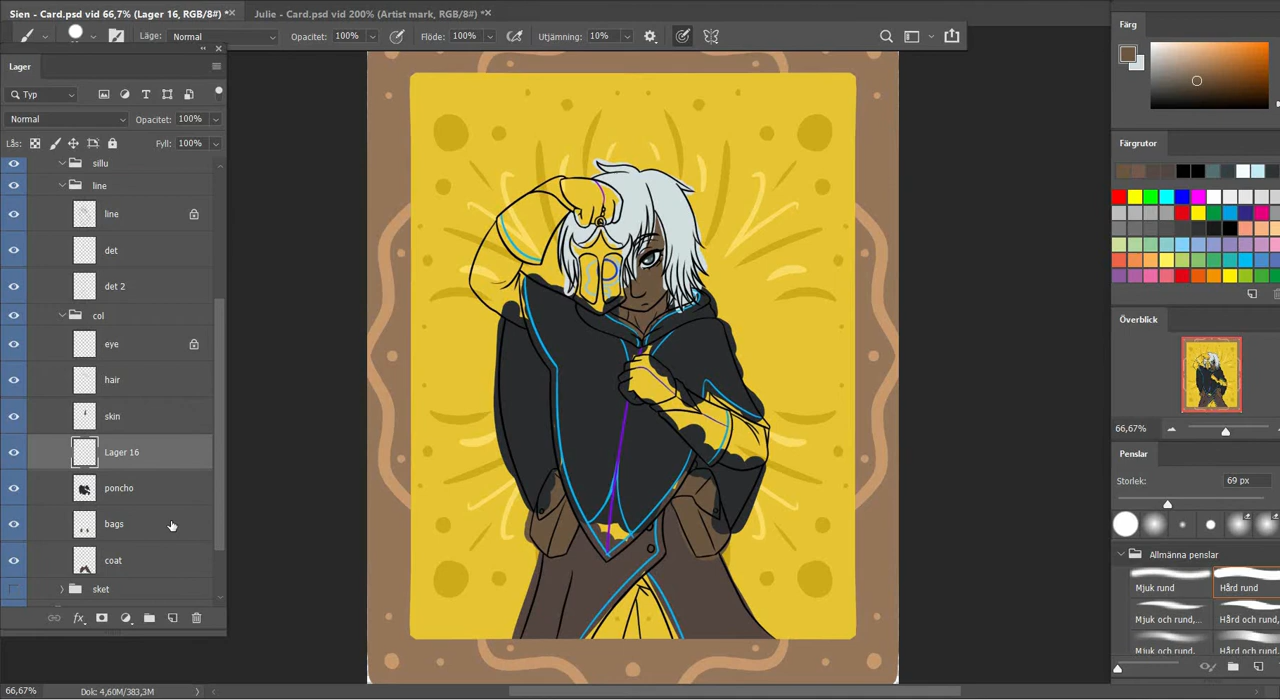 Sien - Card.psd vid 66,7% (Lager 16, RGB/8#) * ×
Julie - Card.psd vid 200% (Artist mark, RGB/8#) * ×
Läge: Normal Opacitet: 100% Flöde: 100% Utjämning: 10%
Lager
Typ
Normal Opacitet: 100%
Lås: Fyll: 100%
sillu
line
line
det
det 2
col
eye
hair
skin
Lager 16
poncho
bags
coat
sket
fx
66,67% Dok: 4,60M/383,3M
Färg
Färgrutor
Överblick
66,67%
Penslar
Storlek: 69 px
Allmänna penslar
Mjuk rund
Hård rund
Mjuk och rund,...
Hård och rund,
Mjuk och rund,
Hård och rund,